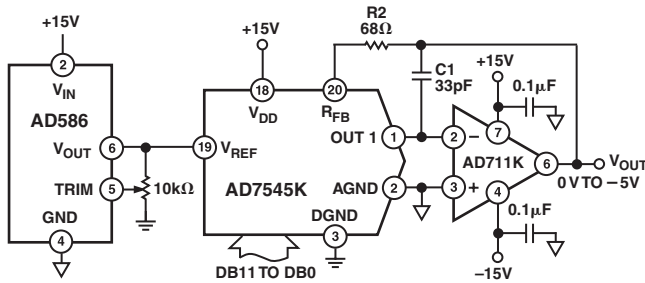 +15V
2
VIN
AD586
VOUT
6
TRIM
5
GND
4
10kΩ
+15V
18
VDD
20
RFB
19
VREF
OUT 1
1
AD7545K
AGND
2
DGND
3
DB11 TO DB0
R2
68Ω
C1
33pF
+15V
0.1µF
7
2
–
AD711K
3
+
6
VOUT
0V TO –5V
4
0.1µF
–15V